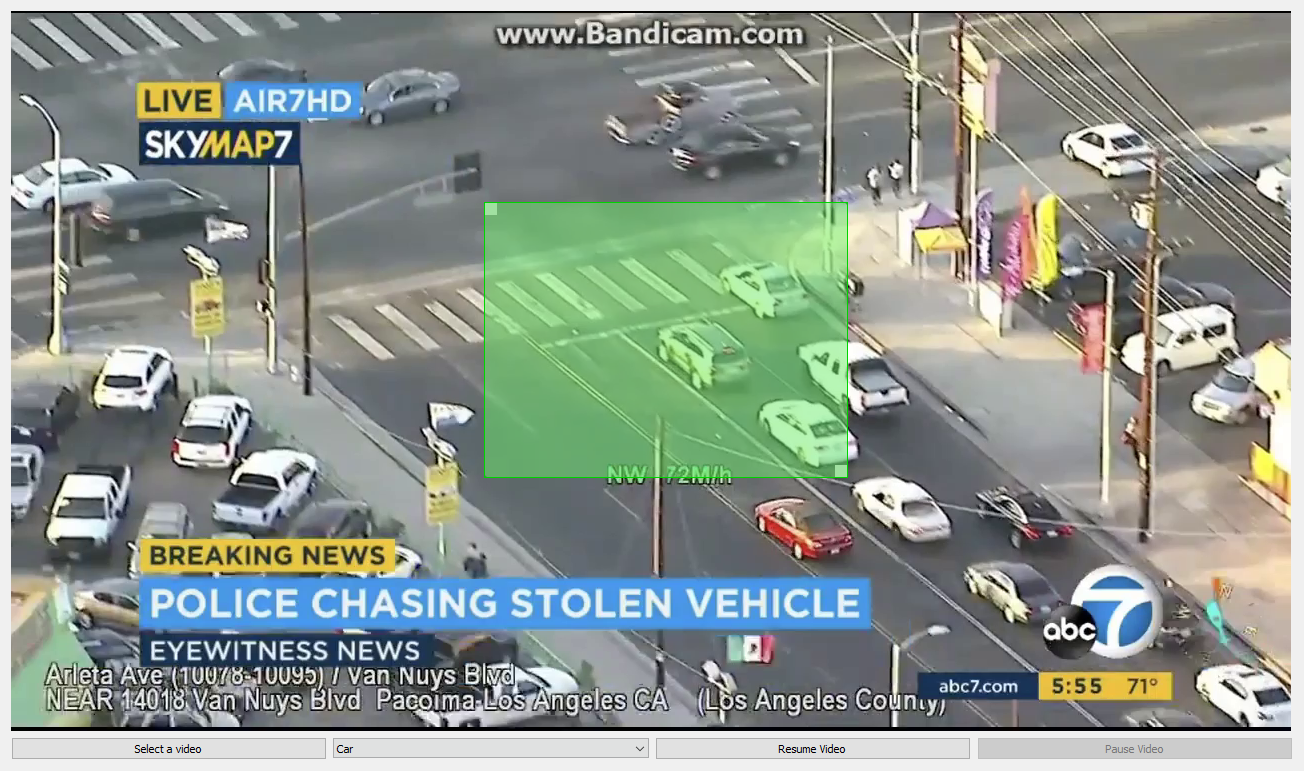 www.Bandicam.com
LIVE AIR7HD
SKYMAP7
NW 72M/h
BREAKING NEWS
POLICE CHASING STOLEN VEHICLE
EYEWITNESS NEWS
Arleta Ave (10078-10095) / Van Nuys Blvd
NEAR 14018 Van Nuys Blvd Pacoima Los Angeles CA (Los Angeles County)
abc 7
abc7.com 5:55 71°
Select a video Car Resume Video Pause Video